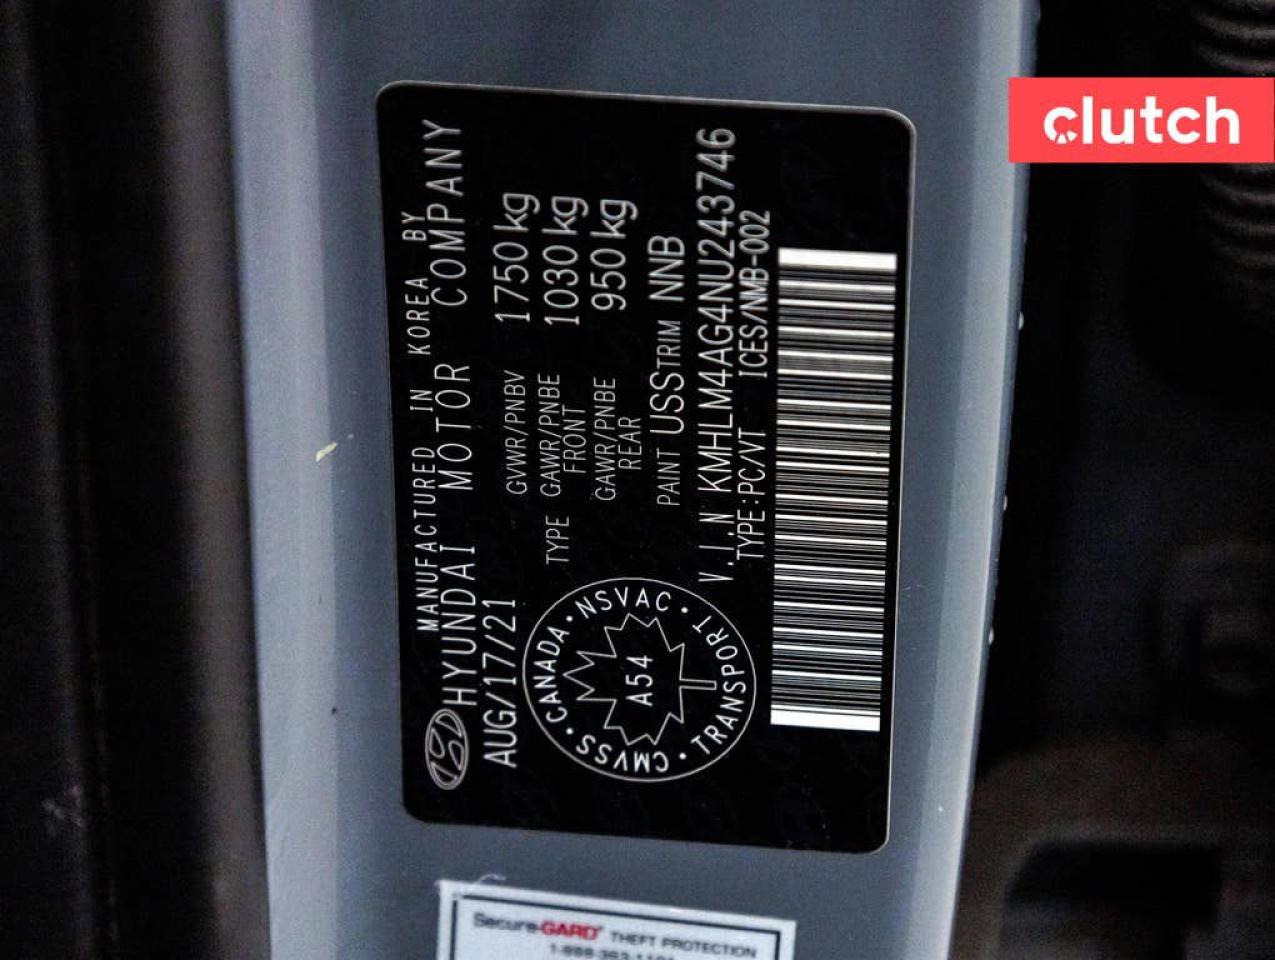 clutch
MANUFACTURED IN KOREA BY
HYUNDAI MOTOR COMPANY
AUG/17/21
GVWR/PNBV 1750 kg
TYPE GAWR/PNBE FRONT 1030 kg
GAWR/PNBE REAR 950 kg
PAINT USS TRIM NNB
V.I.N KMHLM4AG4NU243746
TYPE:PC/VT ICES/NMB-002
CMVSS · CANADA · NSVAC · TRANSPORT ·
A54
Secure-GARD THEFT PROTECTION